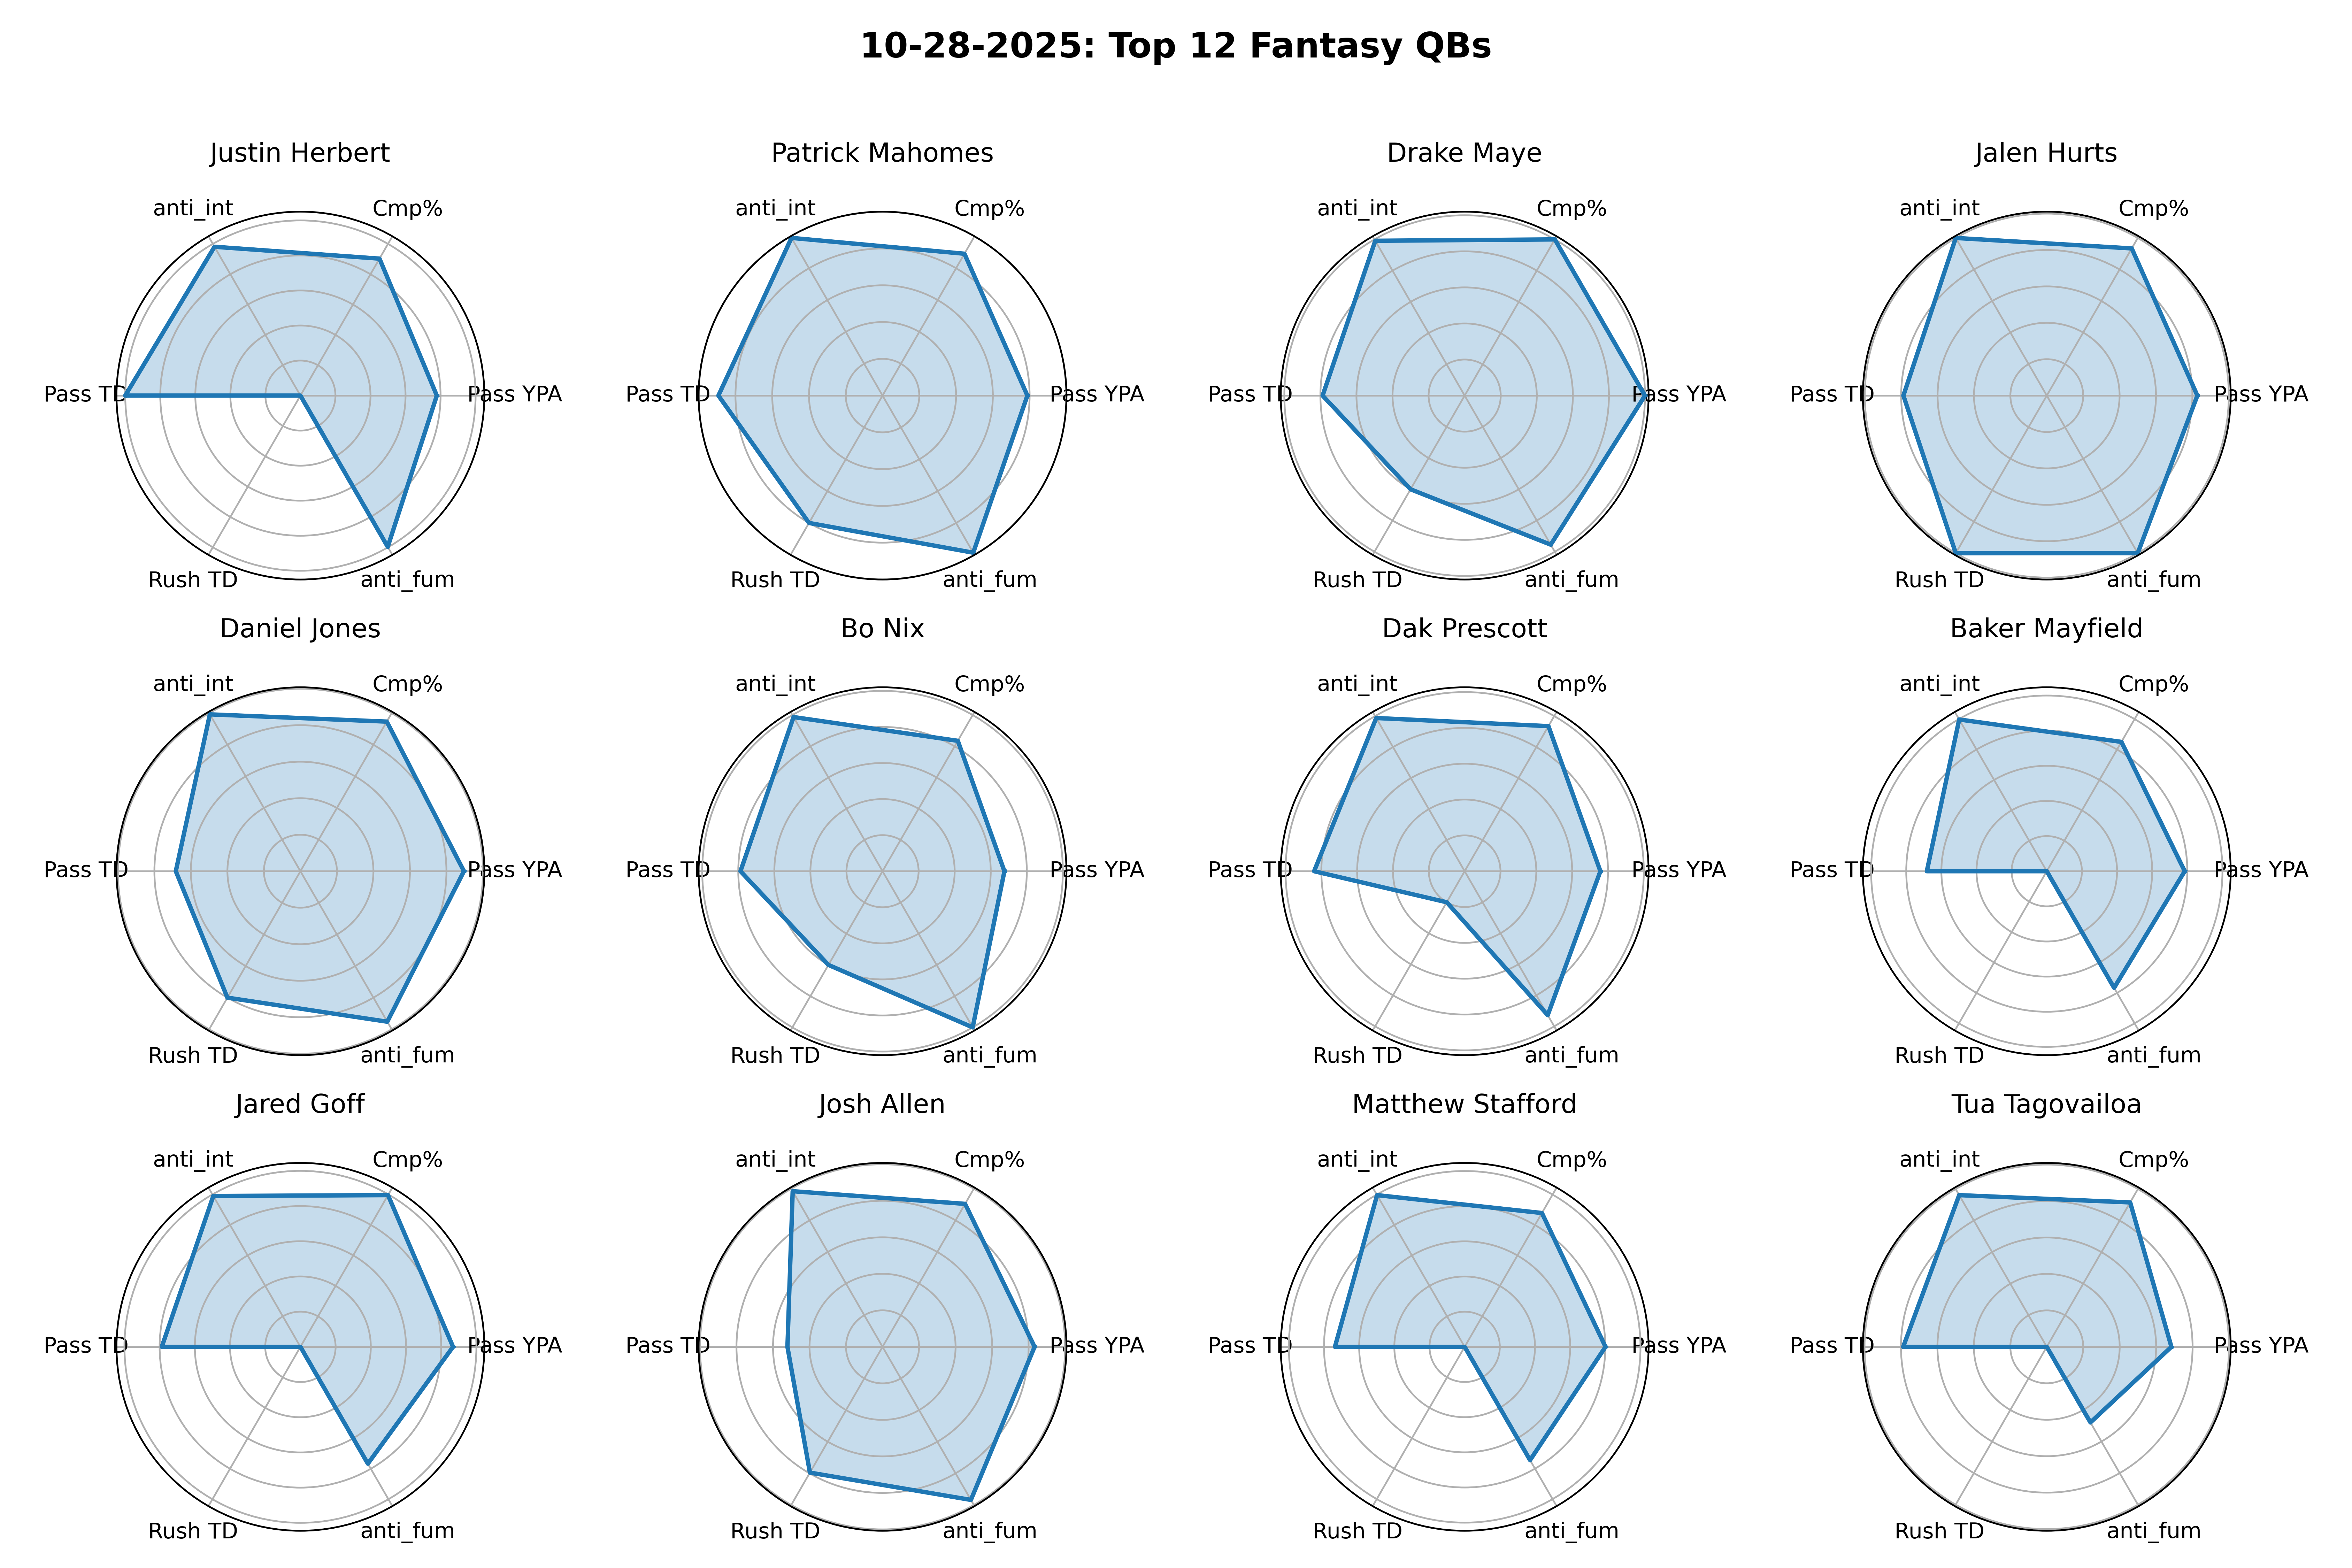 10-28-2025: Top 12 Fantasy QBs
Justin Herbert
anti_int
Cmp%
Pass TD
Pass YPA
Rush TD
anti_fum
Patrick Mahomes
anti_int
Cmp%
Pass TD
Pass YPA
Rush TD
anti_fum
Drake Maye
anti_int
Cmp%
Pass TD
Pass YPA
Rush TD
anti_fum
Jalen Hurts
anti_int
Cmp%
Pass TD
Pass YPA
Rush TD
anti_fum
Daniel Jones
anti_int
Cmp%
Pass TD
Pass YPA
Rush TD
anti_fum
Bo Nix
anti_int
Cmp%
Pass TD
Pass YPA
Rush TD
anti_fum
Dak Prescott
anti_int
Cmp%
Pass TD
Pass YPA
Rush TD
anti_fum
Baker Mayfield
anti_int
Cmp%
Pass TD
Pass YPA
Rush TD
anti_fum
Jared Goff
anti_int
Cmp%
Pass TD
Pass YPA
Rush TD
anti_fum
Josh Allen
anti_int
Cmp%
Pass TD
Pass YPA
Rush TD
anti_fum
Matthew Stafford
anti_int
Cmp%
Pass TD
Pass YPA
Rush TD
anti_fum
Tua Tagovailoa
anti_int
Cmp%
Pass TD
Pass YPA
Rush TD
anti_fum